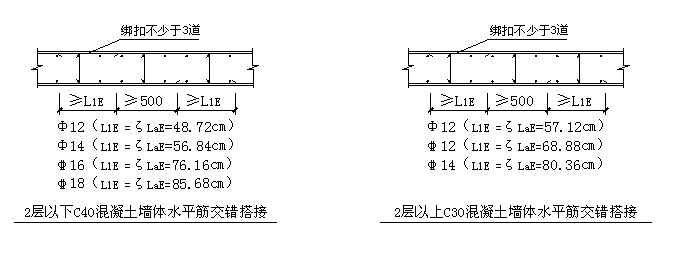 绑扣不少于3道
≥L1E ≥500 ≥L1E
Φ12(L1E=ζLaE=48.72cm)
Φ14(L1E=ζLaE=56.84cm)
Φ16(L1E=ζLaE=76.16cm)
Φ18(L1E=ζLaE=85.68cm)
2层以下C40混凝土墙体水平筋交错搭接
绑扣不少于3道
≥L1E ≥500 ≥L1E
Φ12(L1E=ζLaE=57.12cm)
Φ12(L1E=ζLaE=68.88cm)
Φ14(L1E=ζLaE=80.36cm)
2层以上C30混凝土墙体水平筋交错搭接